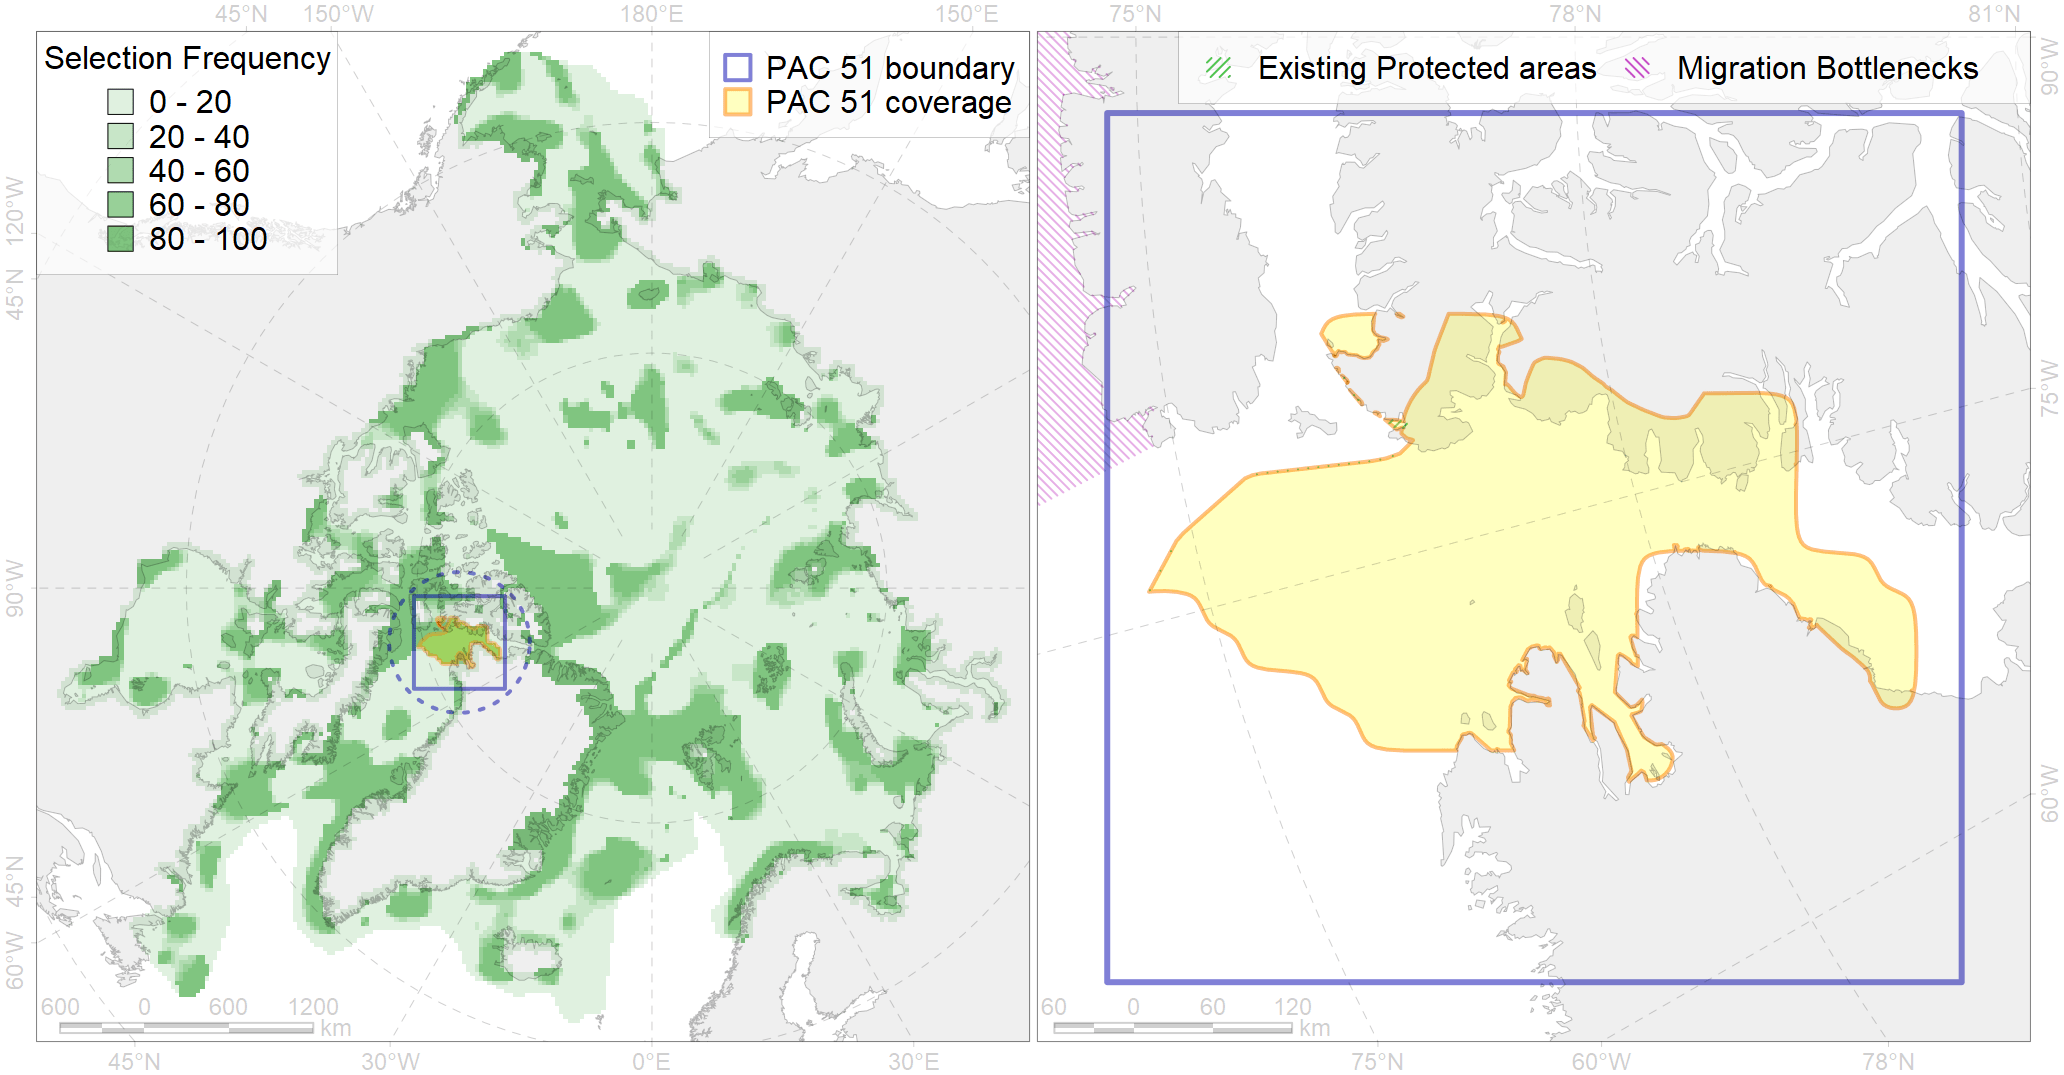 45°N 150°W 180°E 150°E 75°N 78°N 81°N
Selection Frequency
0 - 20
20 - 40
40 - 60
60 - 80
80 - 100
PAC 51 boundary
PAC 51 coverage
Existing Protected areas Migration Bottlenecks
120°W
45°N
90°W
45°N
60°W
90°W
75°W
60°W
600 0 600 1200
km
60 0 60 120
km
45°N 30°W 0°E 30°E 75°N 60°W 78°N